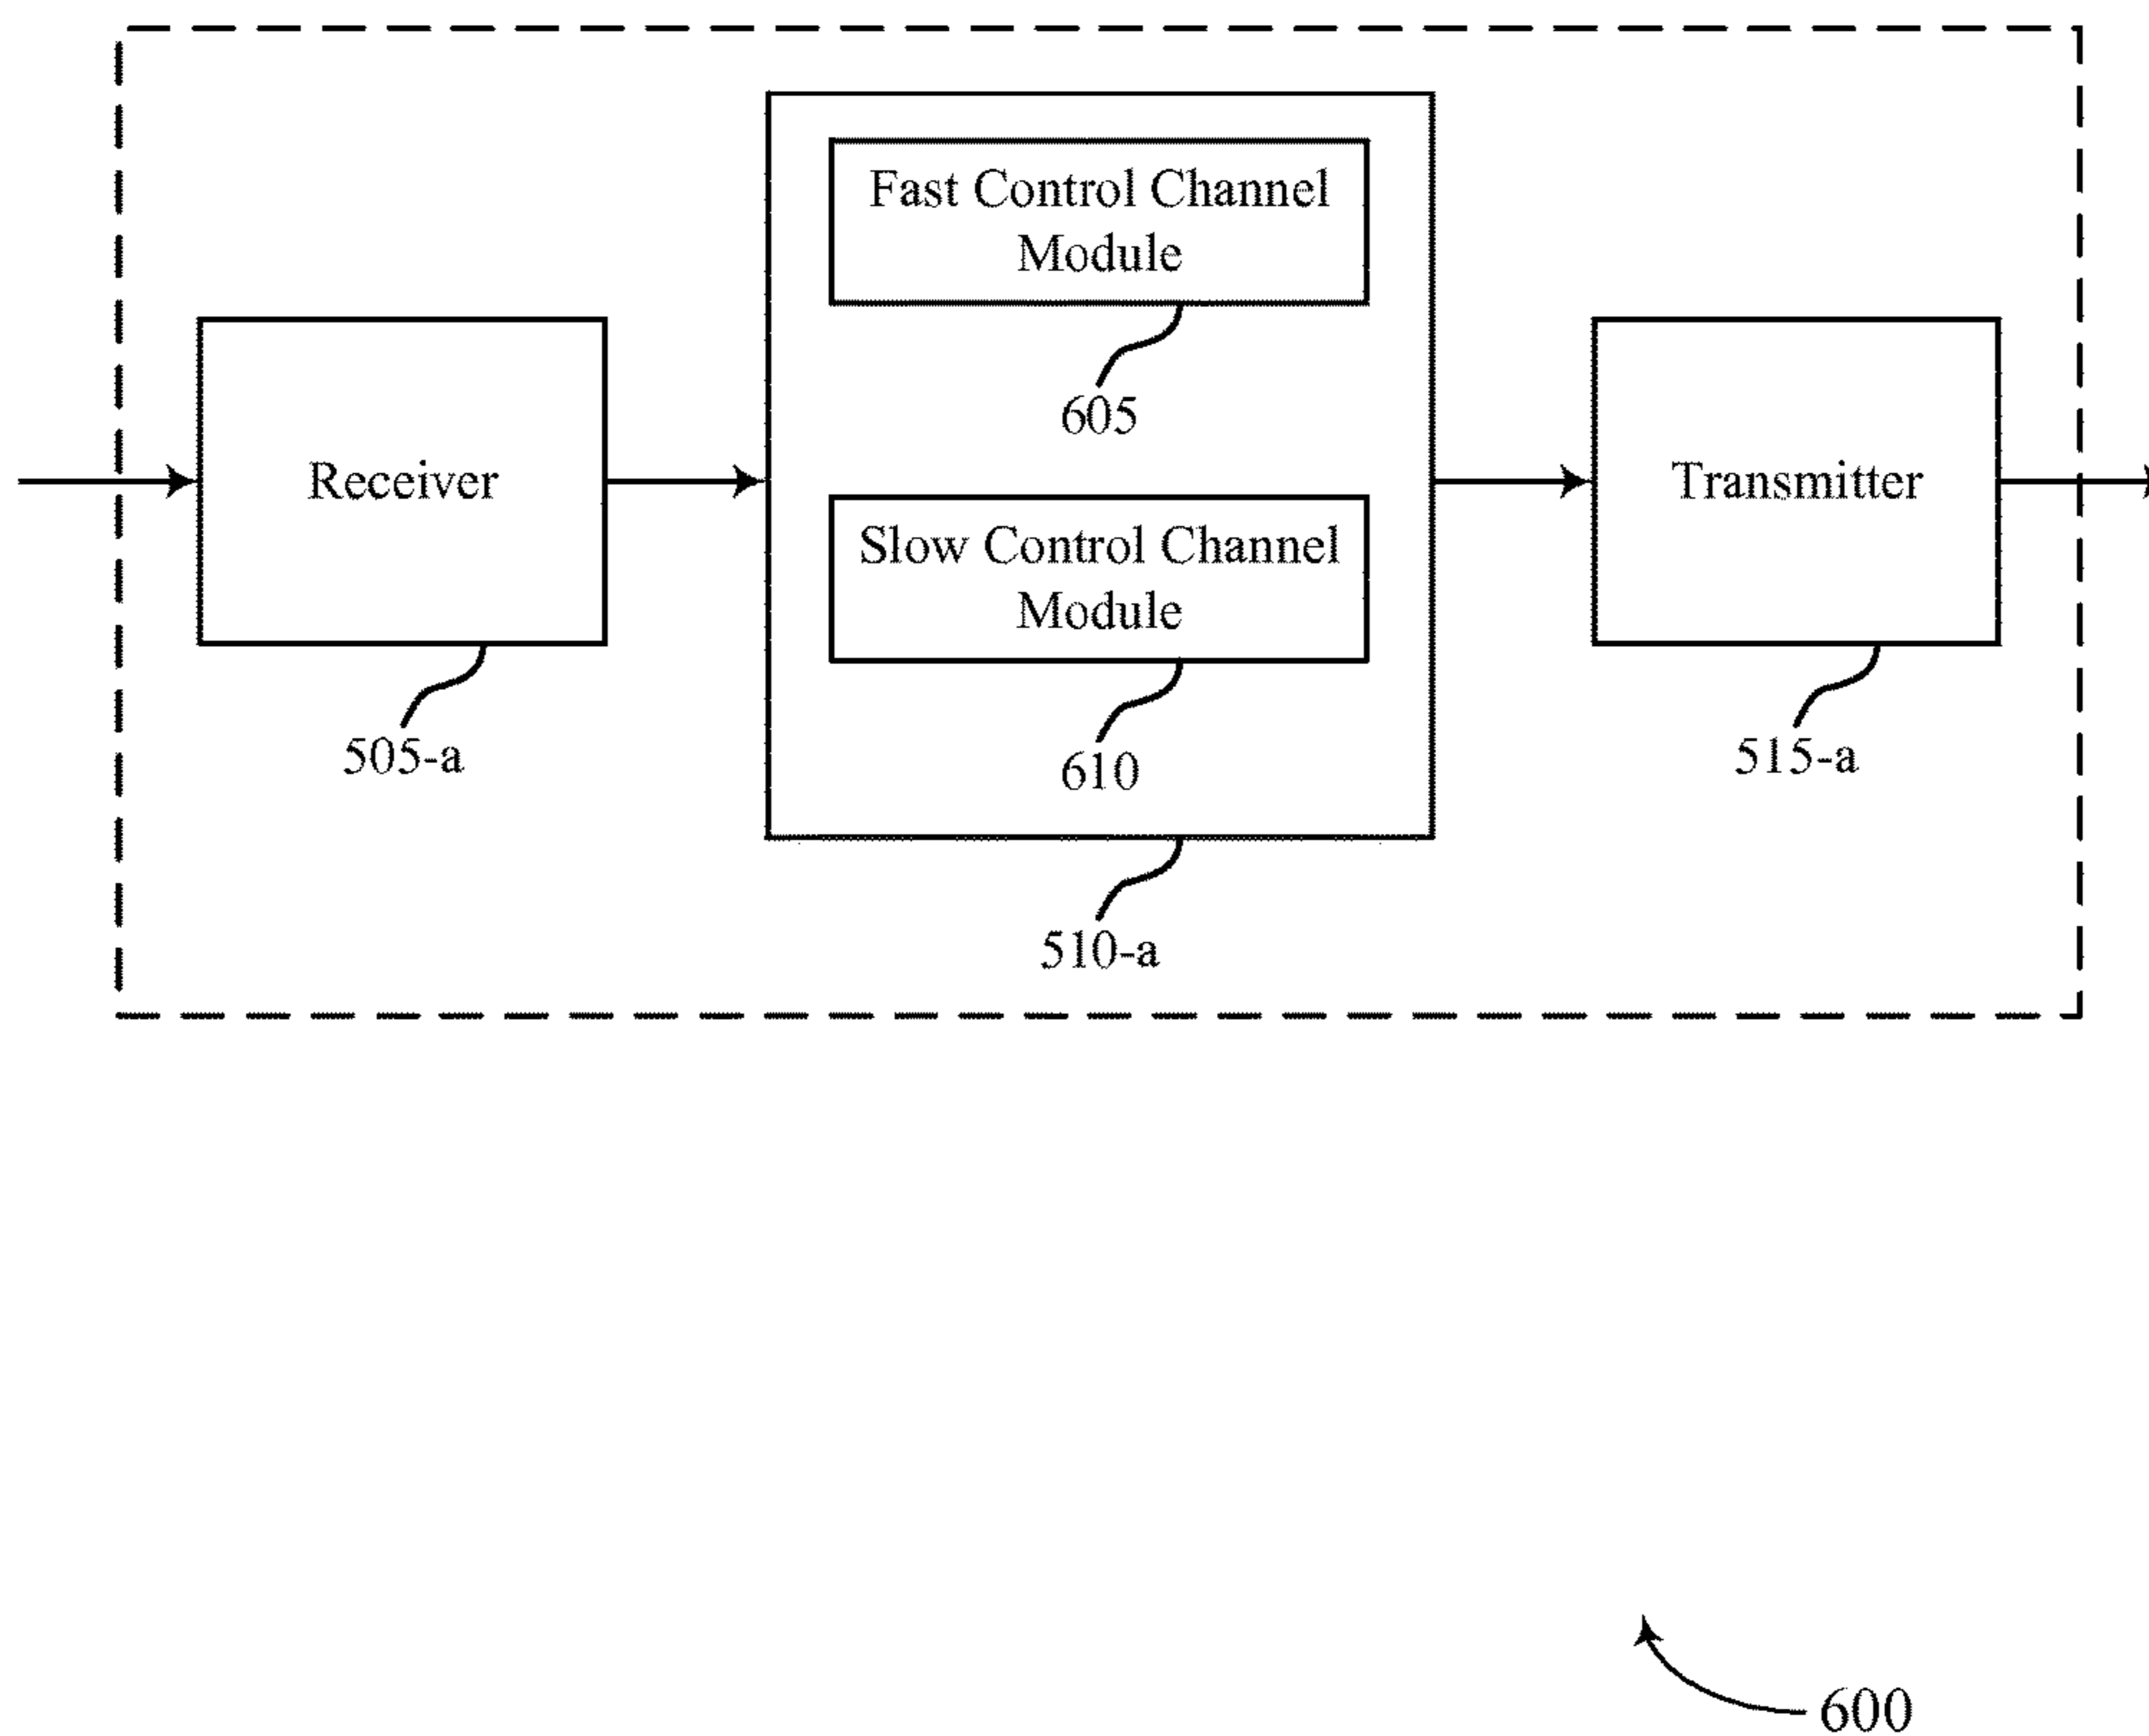 Fast Control Channel
Module
605
Receiver
Transmitter
Slow Control Channel
Module
505-a
610
515-a
510-a
600